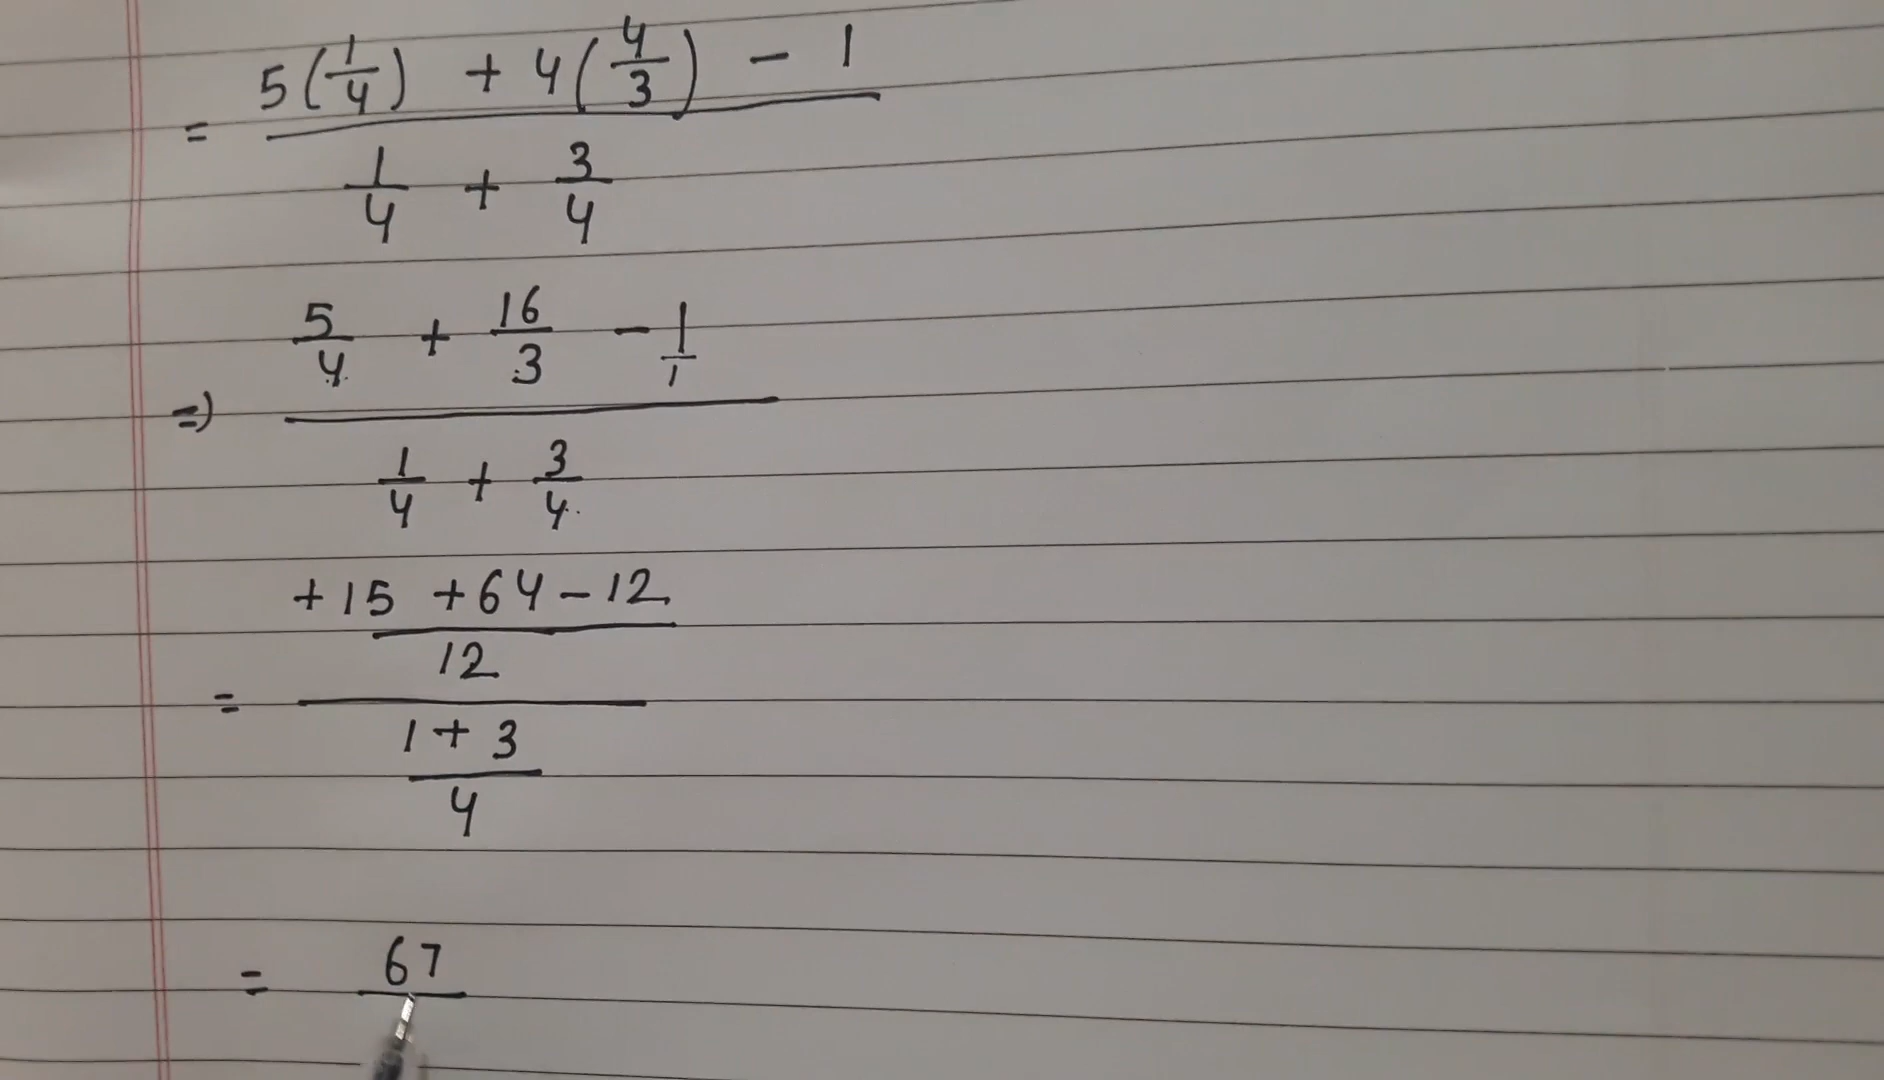 5(1/4) + 4(4/3) - 1
=
1/4 + 3/4
5/4 + 16/3 - 1/1
=)
1/4 + 3/4
+15 +64-12
12
=
1+3
4
= 67